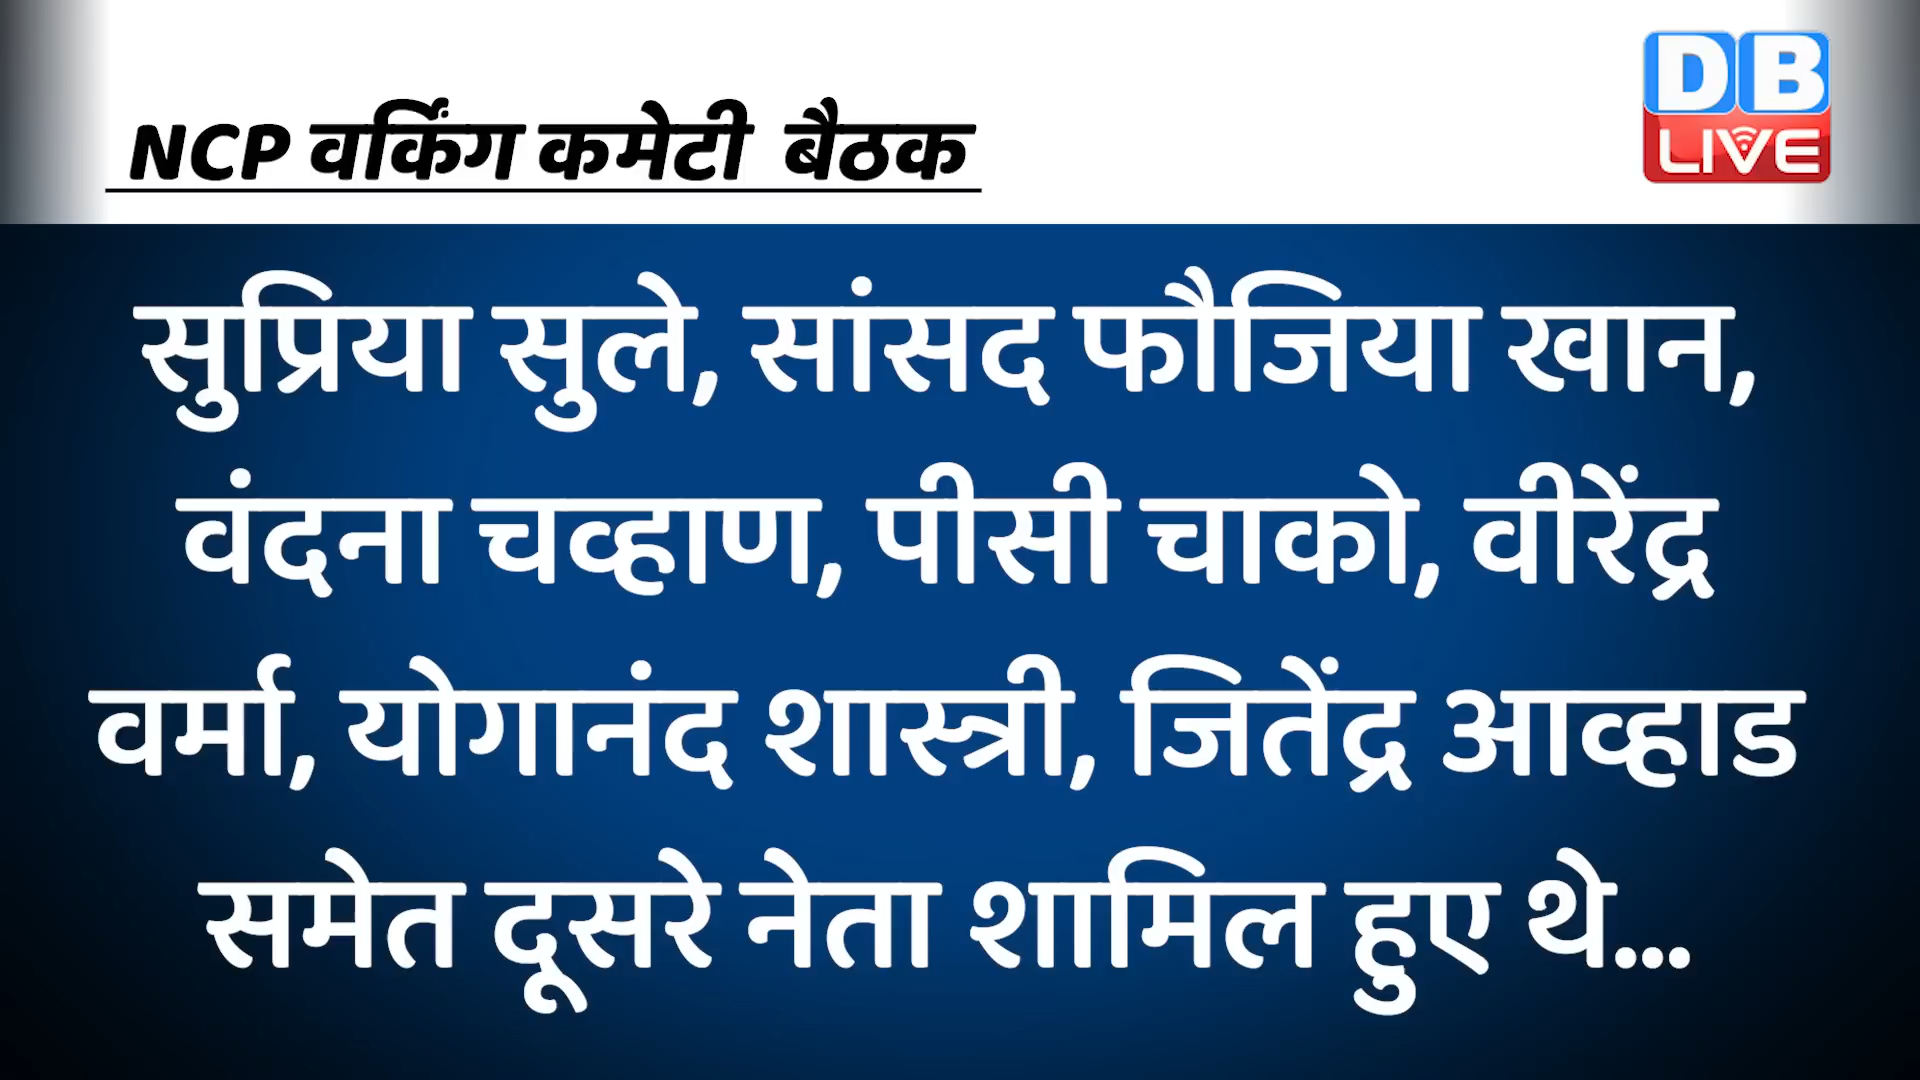 DB
LIVE
NCP वर्किंग कमेटी बैठक
सुप्रिया सुले, सांसद फौजिया खान,
वंदना चव्हाण, पीसी चाको, वीरेंद्र
वर्मा, योगानंद शास्त्री, जितेंद्र आव्हाड
समेत दूसरे नेता शामिल हुए थे...